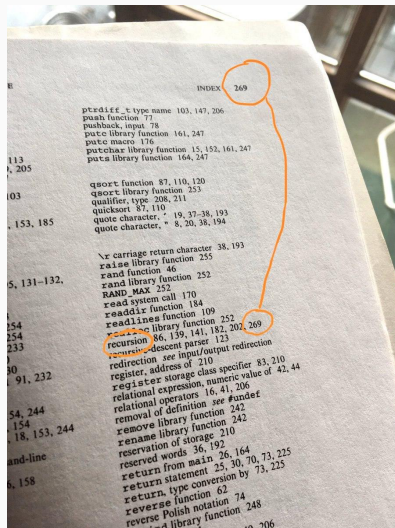 INDEX 269
ptrdiff_t type name 103, 147, 206
push function 77
pushback, input 78
putc library function 161, 247
putc macro 176
putchar library function 15, 152, 161, 247
puts library function 164, 247
qsort function 87, 110, 120
qsort library function 253
qualifier, type 208, 211
quicksort 87, 110
quote character, ' 19, 37-38, 193
quote character, " 8, 20, 38, 194
\r carriage return character 38, 193
raise library function 255
rand function 46
rand library function 252
RAND_MAX 252
read system call 170
readdir function 184
readlines function 109
library function 252
recursion 86, 139, 141, 182, 202, 269
recursive-descent parser 123
redirection see input/output redirection
register, address of 210
register storage class specifier 83, 210
relational expression, numeric value of 42, 44
relational operators 16, 41, 206
removal of definition see #undef
remove library function 242
rename library function 242
reservation of storage 210
reserved words 36, 192
return from main 26, 164
return statement 25, 30, 70, 73, 225
return, type conversion by 73, 225
reverse function 62
reverse Polish notation 74
library function 248
206
113
, 205
103
, 153, 185
5, 131-132,
254
254
233
91, 232
54, 244
154
18, 153, 244
and-line
6, 158